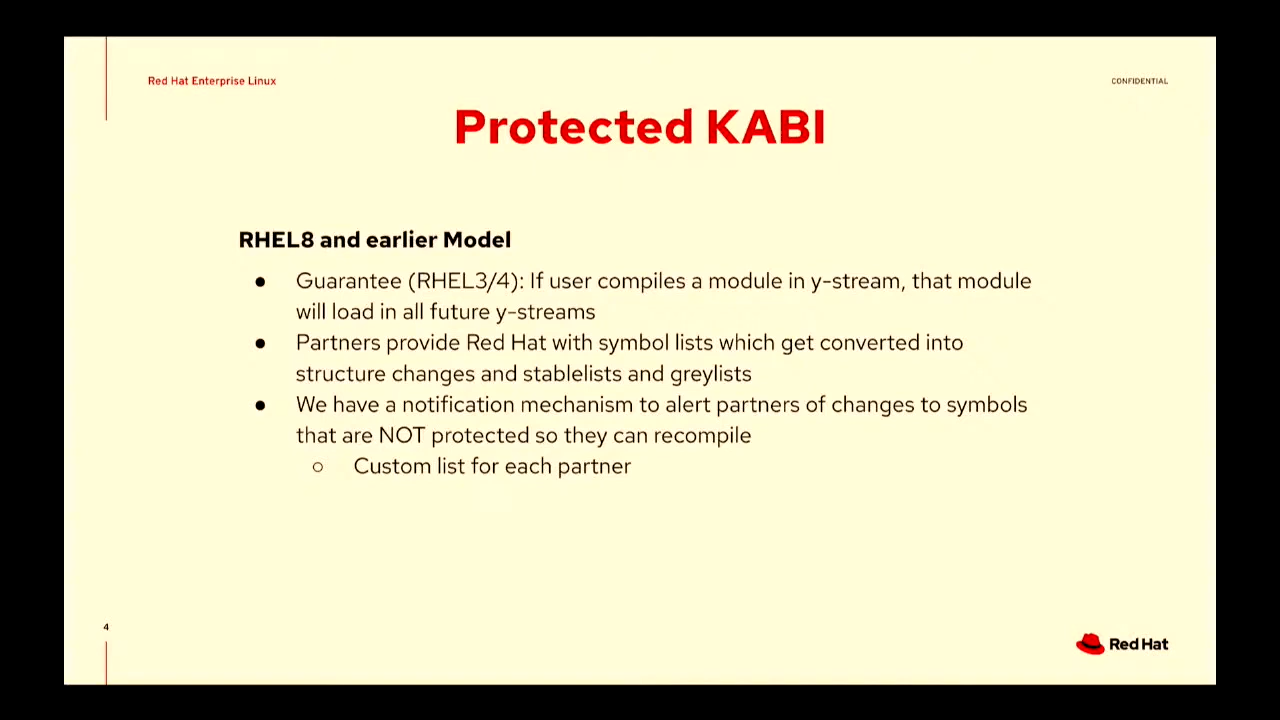 Red Hat Enterprise Linux
CONFIDENTIAL
Protected KABI
RHEL8 and earlier Model
● Guarantee (RHEL3/4): If user compiles a module in y-stream, that module
will load in all future y-streams
● Partners provide Red Hat with symbol lists which get converted into
structure changes and stablelists and greylists
● We have a notification mechanism to alert partners of changes to symbols
that are NOT protected so they can recompile
○ Custom list for each partner
4
Red Hat